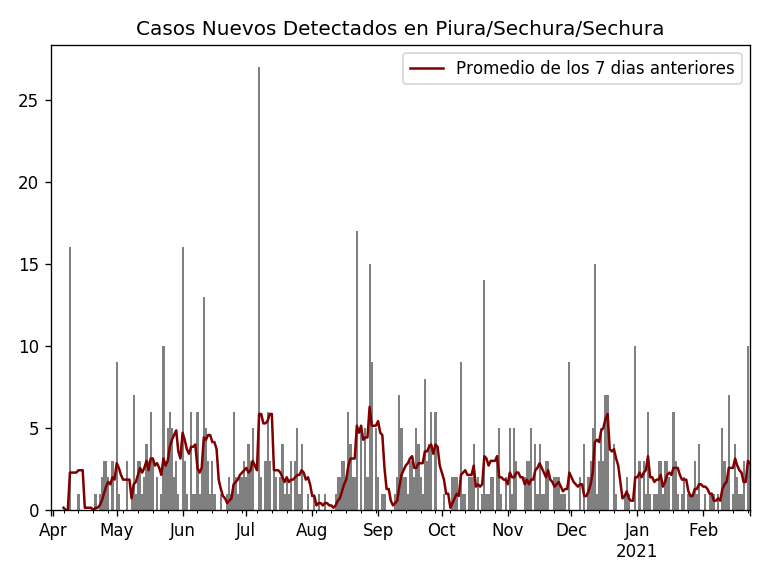 Casos Nuevos Detectados en Piura/Sechura/Sechura
Promedio de los 7 dias anteriores
25
20
15
10
5
0
Apr May Jun Jul Aug Sep Oct Nov Dec Jan Feb
2021